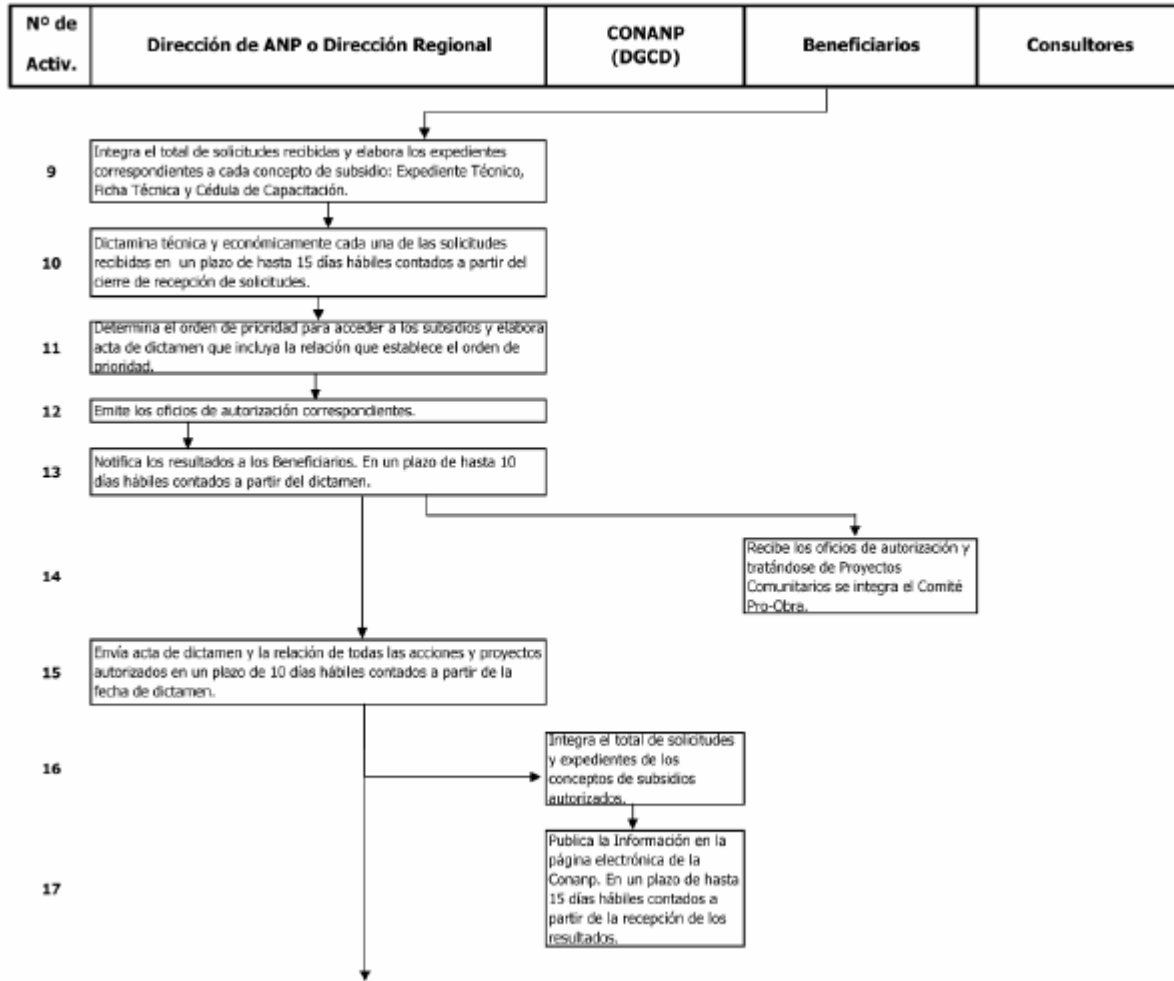 Nº de
Activ.
Dirección de ANP o Dirección Regional
CONANP
(DGCD)
Beneficiarios
Consultores
9
Integra el total de solicitudes recibidas y elabora los expedientes
correspondientes a cada concepto de subsidio: Expediente Técnico,
Ficha Técnica y Cédula de Capacitación.
10
Dictamina técnica y económicamente cada una de las solicitudes
recibidas en un plazo de hasta 15 días hábiles contados a partir del
cierre de recepción de solicitudes.
11
Determina el orden de prioridad para acceder a los subsidios y elabora
acta de dictamen que incluya la relación que establece el orden de
prioridad.
12
Emite los oficios de autorización correspondientes.
13
Notifica los resultados a los Beneficiarios. En un plazo de hasta 10
días hábiles contados a partir del dictamen.
14
Recibe los oficios de autorización y
tratándose de Proyectos
Comunitarios se integra el Comité
Pro-Obra.
15
Envía acta de dictamen y la relación de todas las acciones y proyectos
autorizados en un plazo de 10 días hábiles contados a partir de la
fecha de dictamen.
16
Integra el total de solicitudes
y expedientes de los
conceptos de subsidios
autorizados.
17
Publica la Información en la
página electrónica de la
Conanp. En un plazo de hasta
15 días hábiles contados a
partir de la recepción de los
resultados.